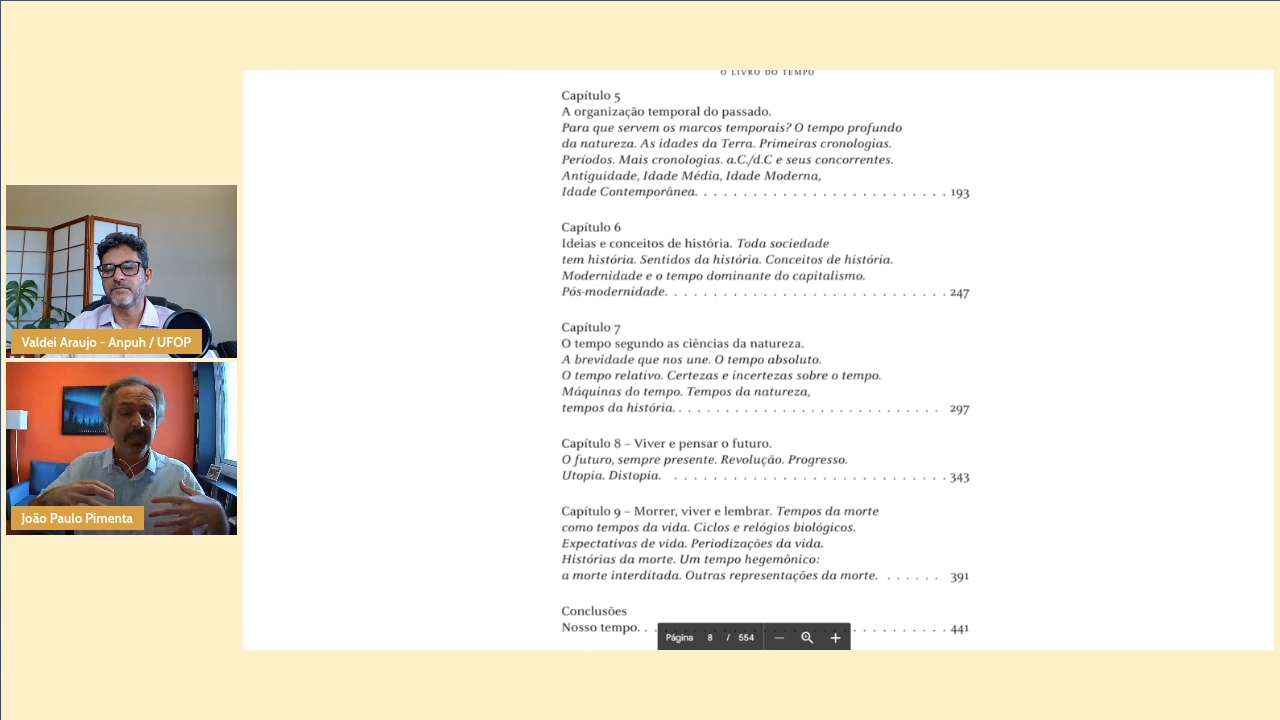 O LIVRO DO TEMPO
Capítulo 5
A organização temporal do passado.
Para que servem os marcos temporais? O tempo profundo
da natureza. As idades da Terra. Primeiras cronologias.
Períodos. Mais cronologias. a.C./d.C e seus concorrentes.
Antiguidade, Idade Média, Idade Moderna,
Idade Contemporânea. . . . . . . . . . . . . . . . . . . . . . . . . . 193
Capítulo 6
Ideias e conceitos de história. Toda sociedade
tem história. Sentidos da história. Conceitos de história.
Modernidade e o tempo dominante do capitalismo.
Pós-modernidade. . . . . . . . . . . . . . . . . . . . . . . . . . . . . 247
Capítulo 7
O tempo segundo as ciências da natureza.
A brevidade que nos une. O tempo absoluto.
O tempo relativo. Certezas e incertezas sobre o tempo.
Máquinas do tempo. Tempos da natureza,
tempos da história. . . . . . . . . . . . . . . . . . . . . . . . . . . 297
Capítulo 8 – Viver e pensar o futuro.
O futuro, sempre presente. Revolução. Progresso.
Utopia. Distopia. . . . . . . . . . . . . . . . . . . . . . . . . . . . 343
Capítulo 9 – Morrer, viver e lembrar. Tempos da morte
como tempos da vida. Ciclos e relógios biológicos.
Expectativas de vida. Periodizações da vida.
Histórias da morte. Um tempo hegemônico:
a morte interditada. Outras representações da morte. . . . . . . 391
Conclusões
Nosso tempo. . . . . . . . . . . . . . . . . . . . . . . . . . . . . . . 441
Página 8 / 554
Valdei Araujo - Anpuh / UFOP
João Paulo Pimenta